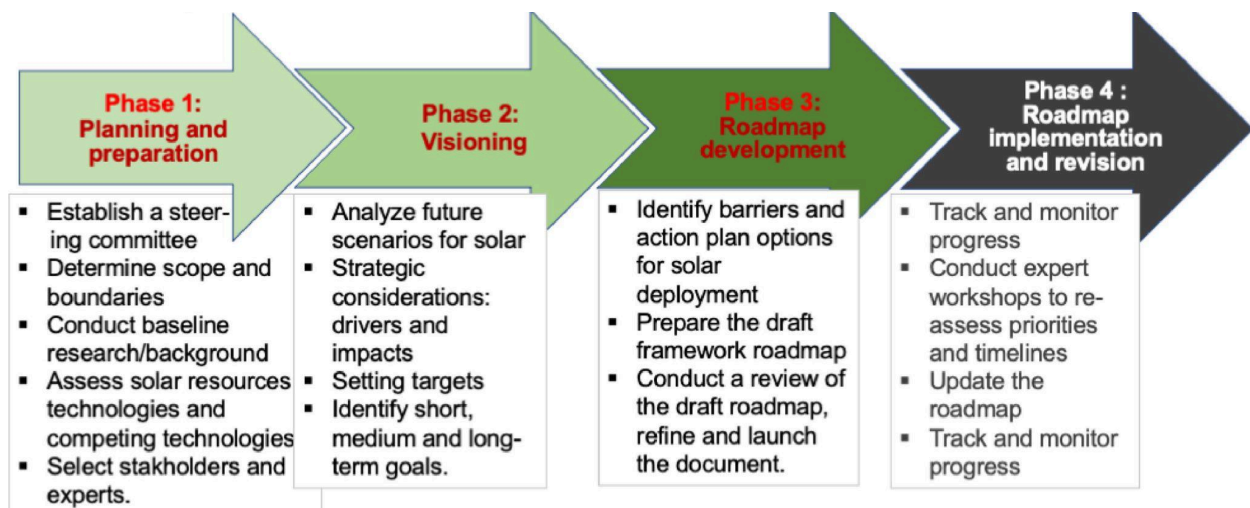 Phase 1:
Planning and
preparation
▪ Establish a steer-
ing committee
▪ Determine scope and
boundaries
▪ Conduct baseline
research/background
▪ Assess solar resources
technologies and
competing technologies
▪ Select stakholders and
experts.
Phase 2:
Visioning
▪ Analyze future
scenarios for solar
▪ Strategic
considerations:
drivers and
impacts
▪ Setting targets
▪ Identify short,
medium and long-
term goals.
Phase 3:
Roadmap
development
▪ Identify barriers and
action plan options
for solar
deployment
▪ Prepare the draft
framework roadmap
▪ Conduct a review of
the draft roadmap,
refine and launch
the document.
Phase 4 :
Roadmap
implementation
and revision
▪ Track and monitor
progress
▪ Conduct expert
workshops to re-
assess priorities
and timelines
▪ Update the
roadmap
▪ Track and monitor
progress